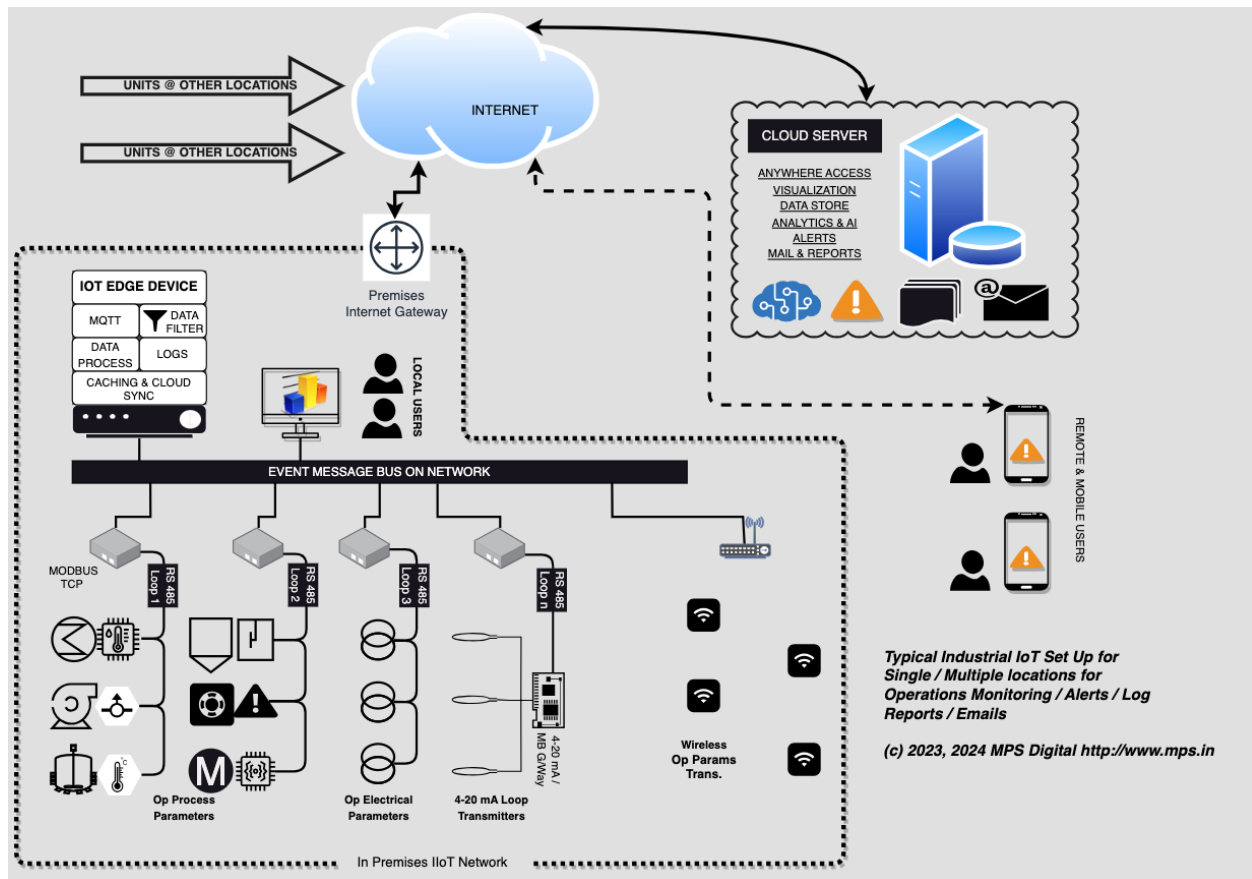 UNITS @ OTHER LOCATIONS
UNITS @ OTHER LOCATIONS
INTERNET
CLOUD SERVER
ANYWHERE ACCESS
VISUALIZATION
DATA STORE
ANALYTICS & AI
ALERTS
MAIL & REPORTS
@
Premises
Internet Gateway
IOT EDGE DEVICE
MQTT
DATA
FILTER
DATA
PROCESS
LOGS
CACHING & CLOUD
SYNC
LOCAL USERS
EVENT MESSAGE BUS ON NETWORK
REMOTE & MOBILE USERS
MODBUS
TCP
RS 485
Loop 1
RS 485
Loop 2
RS 485
Loop 3
RS 485
Loop n
°C
M
4-20 mA /
MB G/Way
Op Process
Parameters
Op Electrical
Parameters
4-20 mA Loop
Transmitters
Wireless
Op Params
Trans.
In Premises IIoT Network
Typical Industrial IoT Set Up for
Single / Multiple locations for
Operations Monitoring / Alerts / Log
Reports / Emails
(c) 2023, 2024 MPS Digital http://www.mps.in